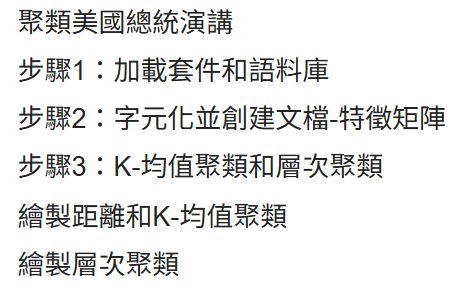 聚類美國總統演講
步驟1：加載套件和語料庫
步驟2：字元化並創建文檔-特徵矩陣
步驟3：K-均值聚類和層次聚類
繪製距離和K-均值聚類
繪製層次聚類